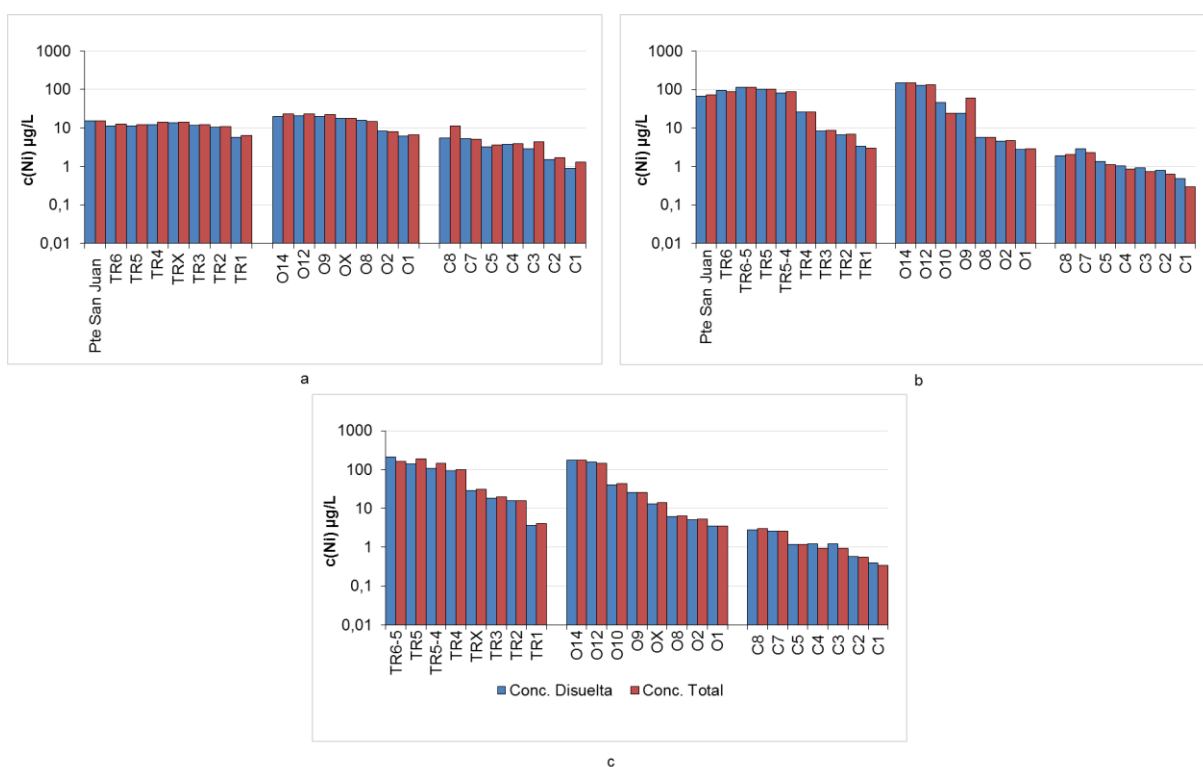 1000
100
10
1
0,1
0,01
c(Ni) µg/L
Pte San Juan
TR6
TR5
TR4
TRX
TR3
TR2
TR1
O14
O12
O9
OX
O8
O2
O1
C8
C7
C5
C4
C3
C2
C1
a
1000
100
10
1
0,1
0,01
c(Ni) µg/L
Pte San Juan
TR6
TR6-5
TR5
TR5-4
TR4
TR3
TR2
TR1
O14
O12
O10
O9
O8
O2
O1
C8
C7
C5
C4
C3
C2
C1
b
1000
100
10
1
0,1
0,01
c(Ni) µg/L
TR6-5
TR5
TR5-4
TR4
TRX
TR3
TR2
TR1
O14
O12
O10
O9
OX
O8
O2
O1
C8
C7
C5
C4
C3
C2
C1
Conc. Disuelta Conc. Total
c